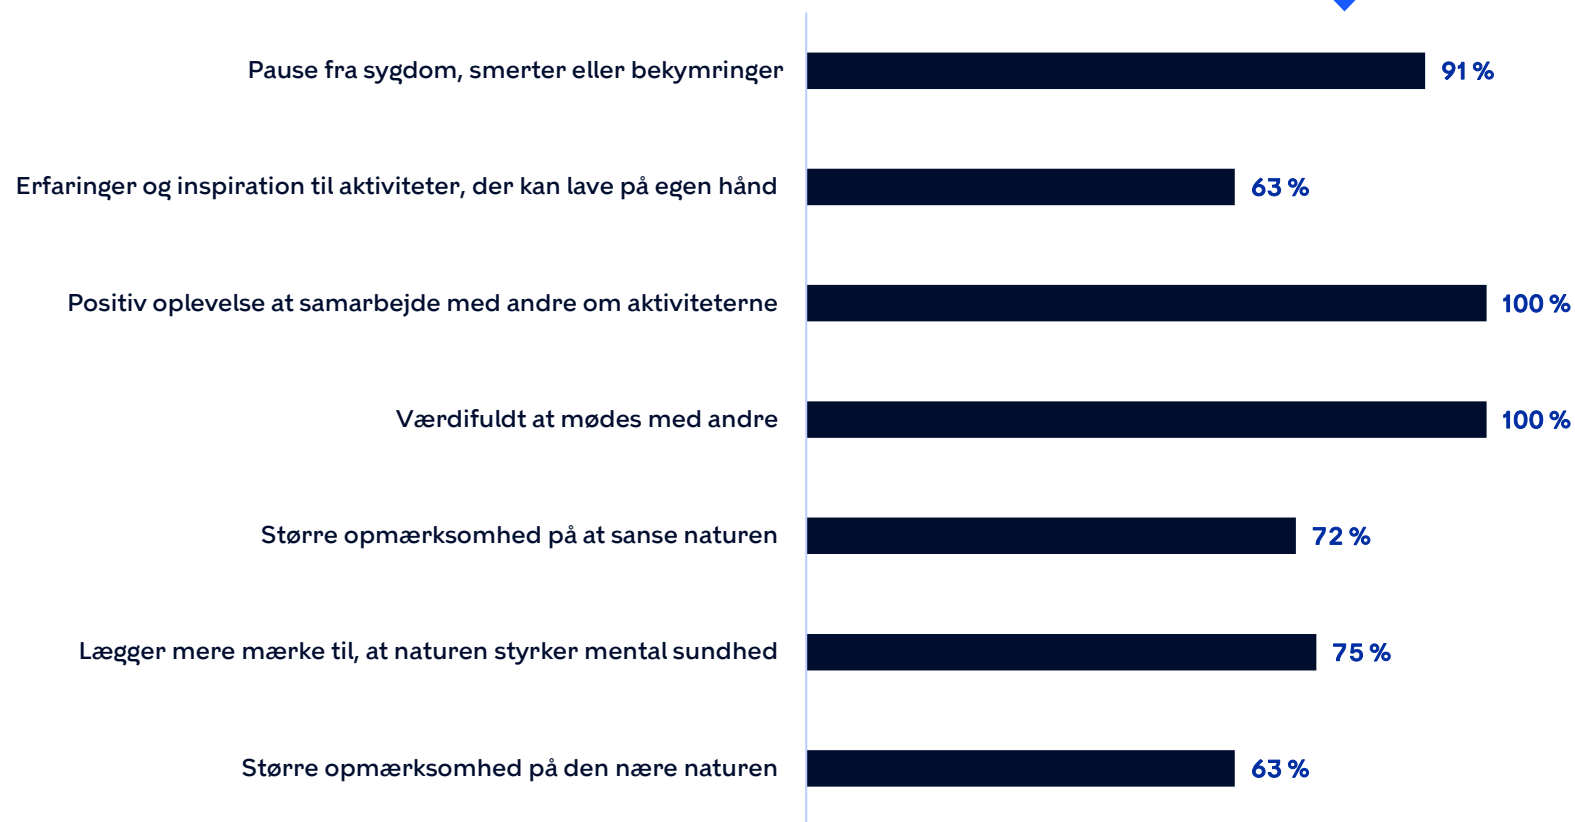 Pause fra sygdom, smerter eller bekymringer 91 %
Erfaringer og inspiration til aktiviteter, der kan lave på egen hånd 63 %
Positiv oplevelse at samarbejde med andre om aktiviteterne 100 %
Værdifuldt at mødes med andre 100 %
Større opmærksomhed på at sanse naturen 72 %
Lægger mere mærke til, at naturen styrker mental sundhed 75 %
Større opmærksomhed på den nære naturen 63 %